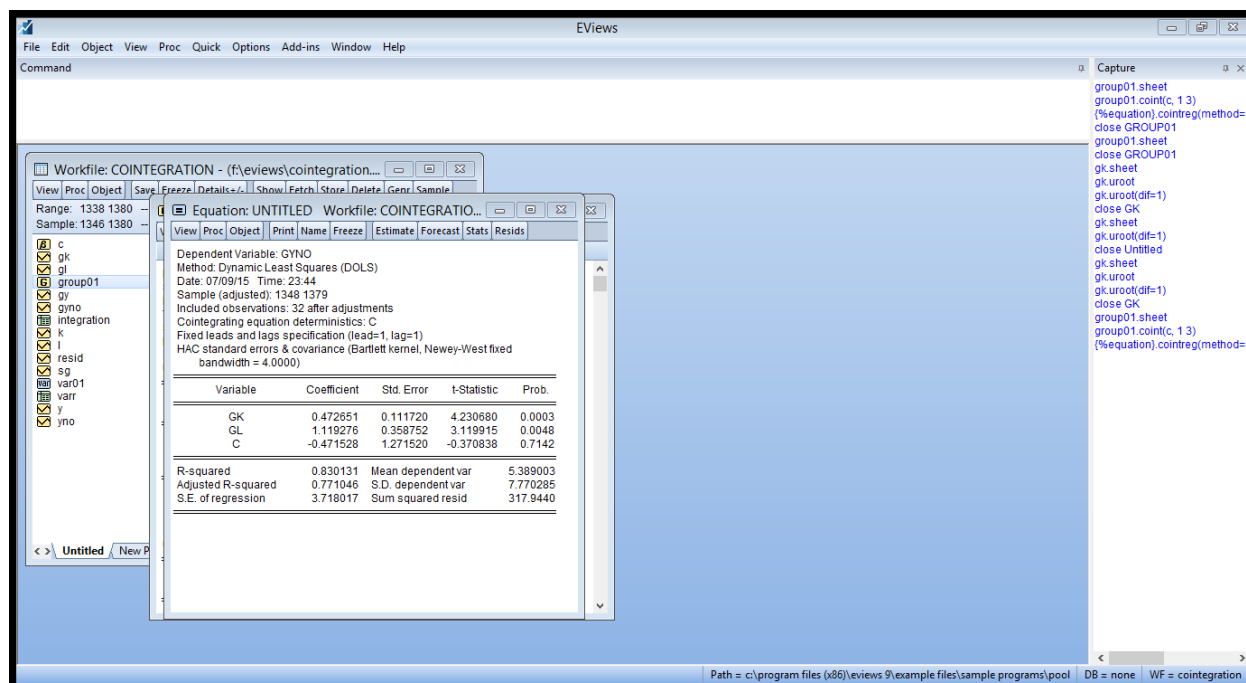 EViews
File Edit Object View Proc Quick Options Add-ins Window Help
Command
Capture
group01.sheet
group01.coint(c, 1 3)
{%equation}.cointreg(method=
close GROUP01
group01.sheet
close GROUP01
gk.sheet
gk.uroot
gk.uroot(dif=1)
close GK
gk.sheet
gk.uroot(dif=1)
close Untitled
gk.sheet
gk.uroot
gk.uroot(dif=1)
close GK
group01.sheet
group01.coint(c, 1 3)
{%equation}.cointreg(method=
Workfile: COINTEGRATION - (f:\eviews\cointegration....
View Proc Object Save Freeze Details+/- Show Fetch Store Delete Genr Sample
Range: 1338 1380 --
Sample: 1346 1380 --
c
gk
gl
group01
gy
gyno
integration
k
l
resid
sg
var01
varr
y
yno
Untitled New P
Equation: UNTITLED Workfile: COINTEGRATIO...
View Proc Object Print Name Freeze Estimate Forecast Stats Resids
Dependent Variable: GYNO
Method: Dynamic Least Squares (DOLS)
Date: 07/09/15 Time: 23:44
Sample (adjusted): 1348 1379
Included observations: 32 after adjustments
Cointegrating equation deterministics: C
Fixed leads and lags specification (lead=1, lag=1)
HAC standard errors & covariance (Bartlett kernel, Newey-West fixed
bandwidth = 4.0000)
Variable Coefficient Std. Error t-Statistic Prob.
GK 0.472651 0.111720 4.230680 0.0003
GL 1.119276 0.358752 3.119915 0.0048
C -0.471528 1.271520 -0.370838 0.7142
R-squared 0.830131 Mean dependent var 5.389003
Adjusted R-squared 0.771046 S.D. dependent var 7.770285
S.E. of regression 3.718017 Sum squared resid 317.9440
Path = c:\program files (x86)\eviews 9\example files\sample programs\pool DB = none WF = cointegration